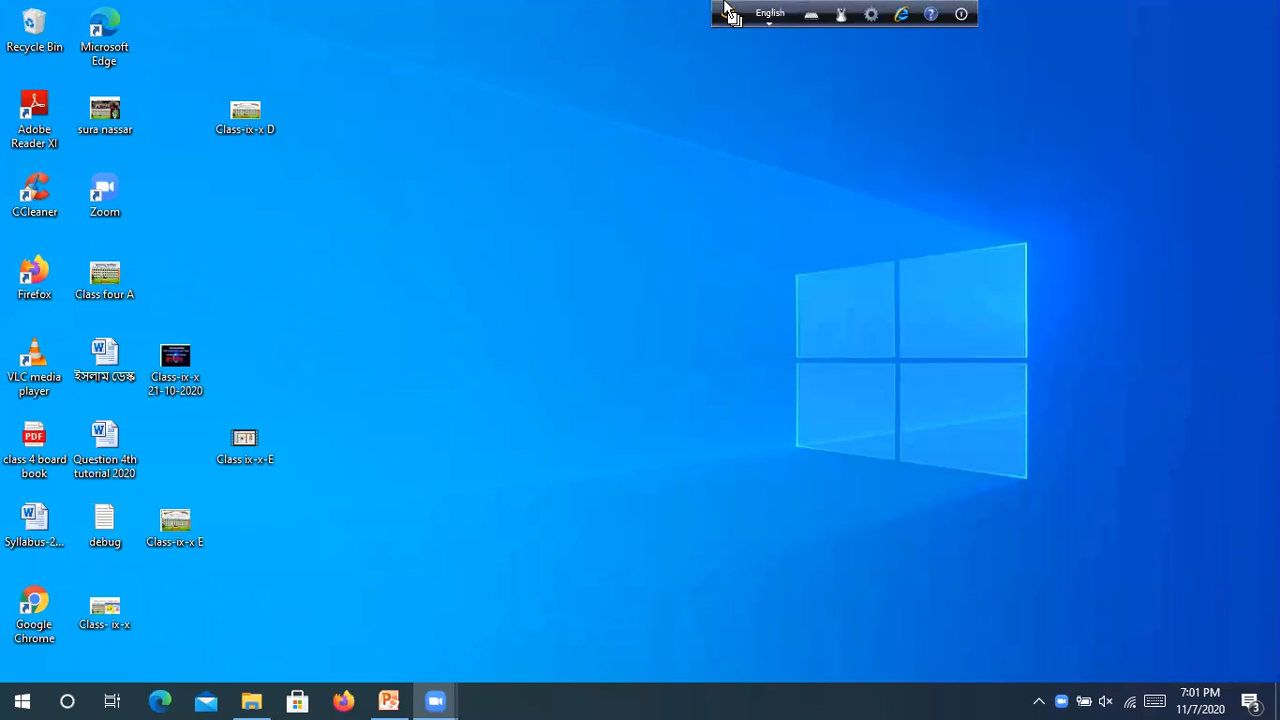 English
Recycle Bin
Microsoft
Edge
Adobe
Reader XI
sura nassar
Class-ix-x D
CCleaner
Zoom
Firefox
Class four A
VLC media
player
ইসলাম ডেস্ক
Class-ix-x
21-10-2020
PDF
class 4 board
book
Question 4th
tutorial 2020
Class ix-x-E
Syllabus-2...
debug
Class-ix-x E
Google
Chrome
Class- ix-x
7:01 PM
11/7/2020
3